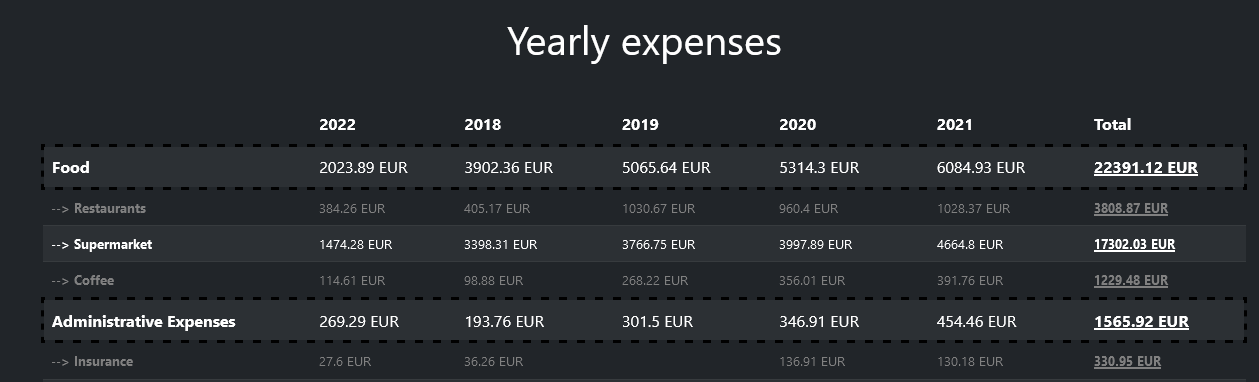 Yearly expenses
2022 2018 2019 2020 2021 Total
Food 2023.89 EUR 3902.36 EUR 5065.64 EUR 5314.3 EUR 6084.93 EUR 22391.12 EUR
--> Restaurants 384.26 EUR 405.17 EUR 1030.67 EUR 960.4 EUR 1028.37 EUR 3808.87 EUR
--> Supermarket 1474.28 EUR 3398.31 EUR 3766.75 EUR 3997.89 EUR 4664.8 EUR 17302.03 EUR
--> Coffee 114.61 EUR 98.88 EUR 268.22 EUR 356.01 EUR 391.76 EUR 1229.48 EUR
Administrative Expenses 269.29 EUR 193.76 EUR 301.5 EUR 346.91 EUR 454.46 EUR 1565.92 EUR
--> Insurance 27.6 EUR 36.26 EUR 136.91 EUR 130.18 EUR 330.95 EUR